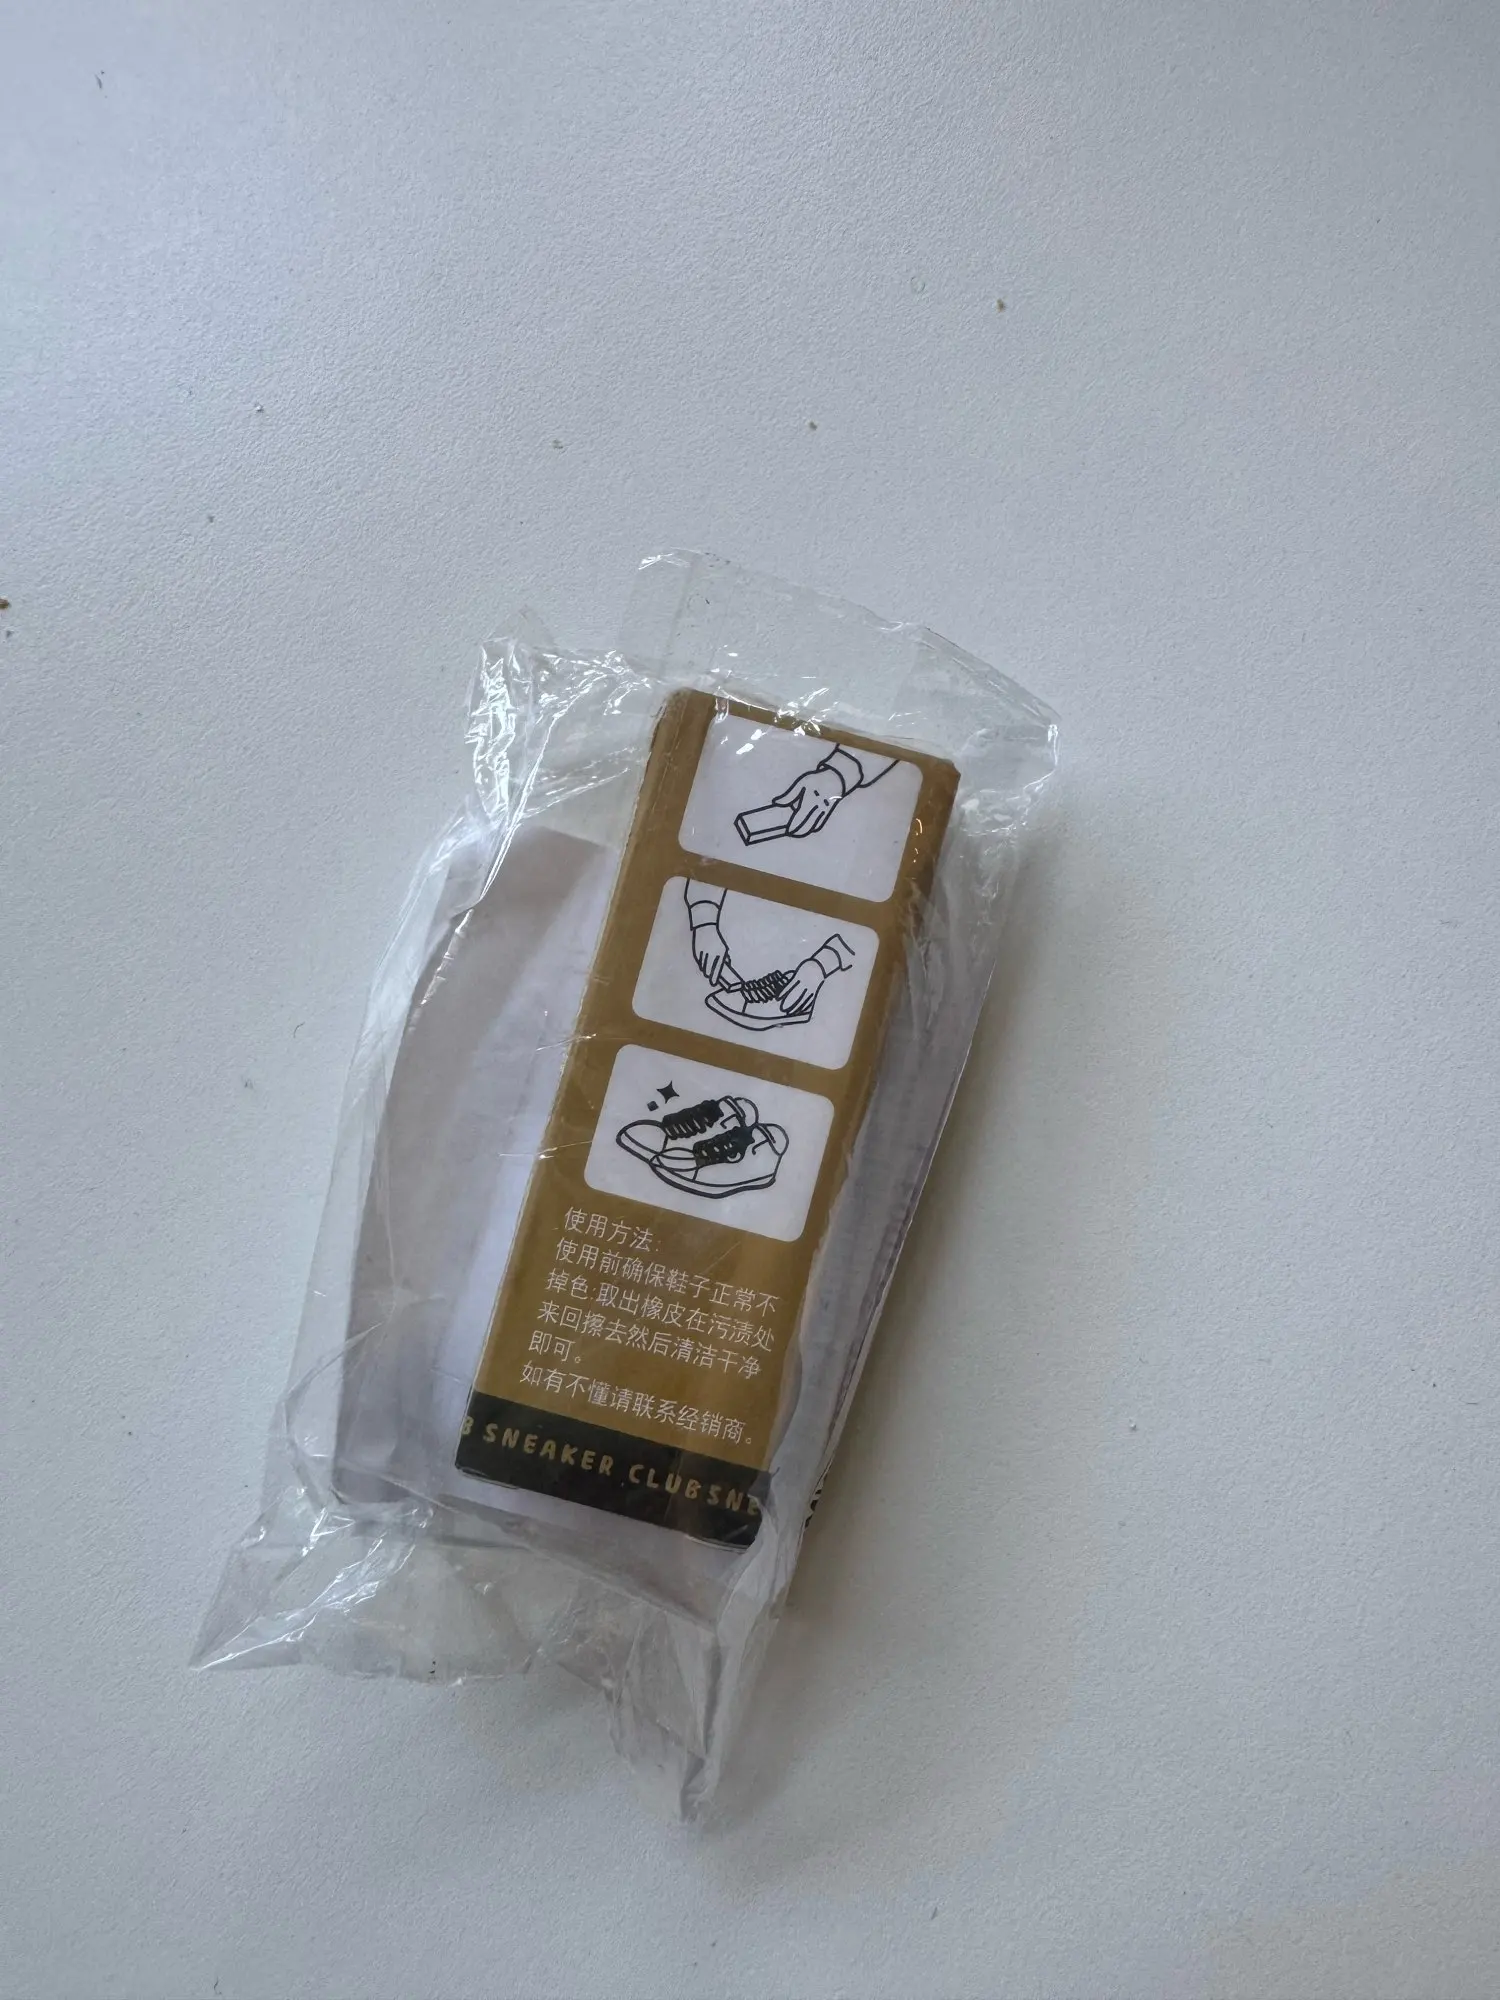 使用方法:
使用前确保鞋子正常不
掉色:取出橡皮在污渍处
来回擦去然后清洁干净
即可。
如有不懂请联系经销商。
B SNEAKER CLUBSNE